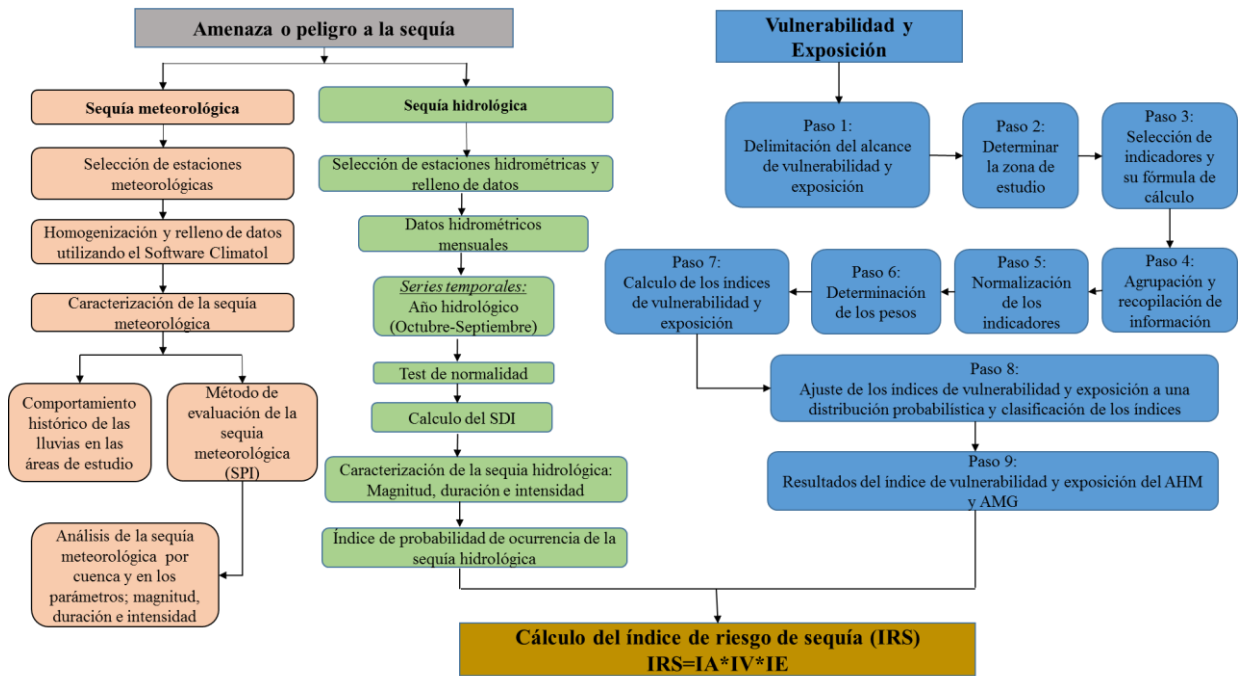 Amenaza o peligro a la sequía
Sequía meteorológica
Selección de estaciones
meteorológicas
Homogenización y relleno de datos
utilizando el Software Climatol
Caracterización de la sequía
meteorológica
Comportamiento
histórico de las
lluvias en las
áreas de estudio
Método de
evaluación de la
sequia
meteorológica
(SPI)
Análisis de la sequía
meteorológica por
cuenca y en los
parámetros; magnitud,
duración e intensidad
Sequía hidrológica
Selección de estaciones hidrométricas y
relleno de datos
Datos hidrométricos
mensuales
Series temporales:
Año hidrológico
(Octubre-Septiembre)
Test de normalidad
Calculo del SDI
Caracterización de la sequia hidrológica:
Magnitud, duración e intensidad
Índice de probabilidad de ocurrencia de la
sequía hidrológica
Vulnerabilidad y
Exposición
Paso 1:
Delimitación del alcance
de vulnerabilidad y
exposición
Paso 2:
Determinar
la zona de
estudio
Paso 3:
Selección de
indicadores y
su fórmula de
cálculo
Paso 4:
Agrupación y
recopilación de
información
Paso 5:
Normalización
de los
indicadores
Paso 6:
Determinación
de los pesos
Paso 7:
Calculo de los índices
de vulnerabilidad y
exposición
Paso 8:
Ajuste de los índices de vulnerabilidad y exposición a una
distribución probabilística y clasificación de los índices
Paso 9:
Resultados del índice de vulnerabilidad y exposición del AHM
y AMG
Cálculo del índice de riesgo de sequía (IRS)
IRS=IA*IV*IE